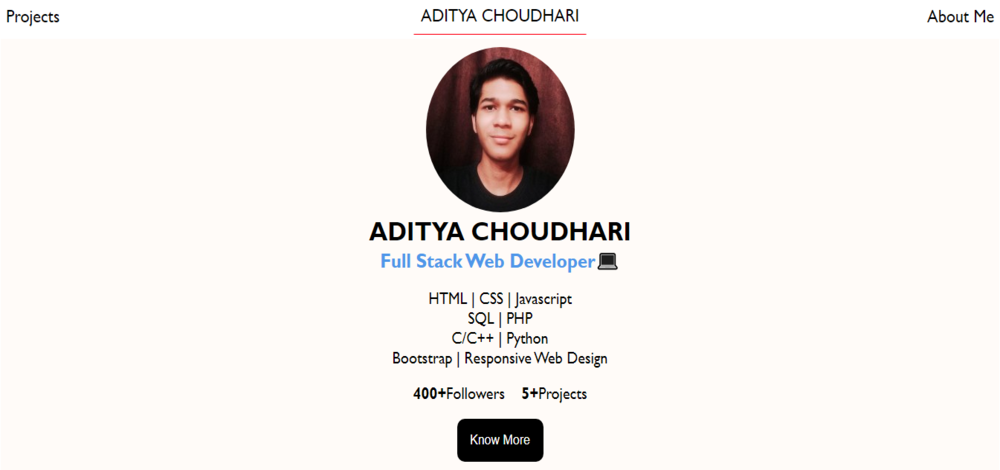 Projects
ADITYA CHOUDHARI
About Me
ADITYA CHOUDHARI
Full Stack Web Developer💻
HTML | CSS | Javascript
SQL | PHP
C/C++ | Python
Bootstrap | Responsive Web Design
400+Followers 5+Projects
Know More